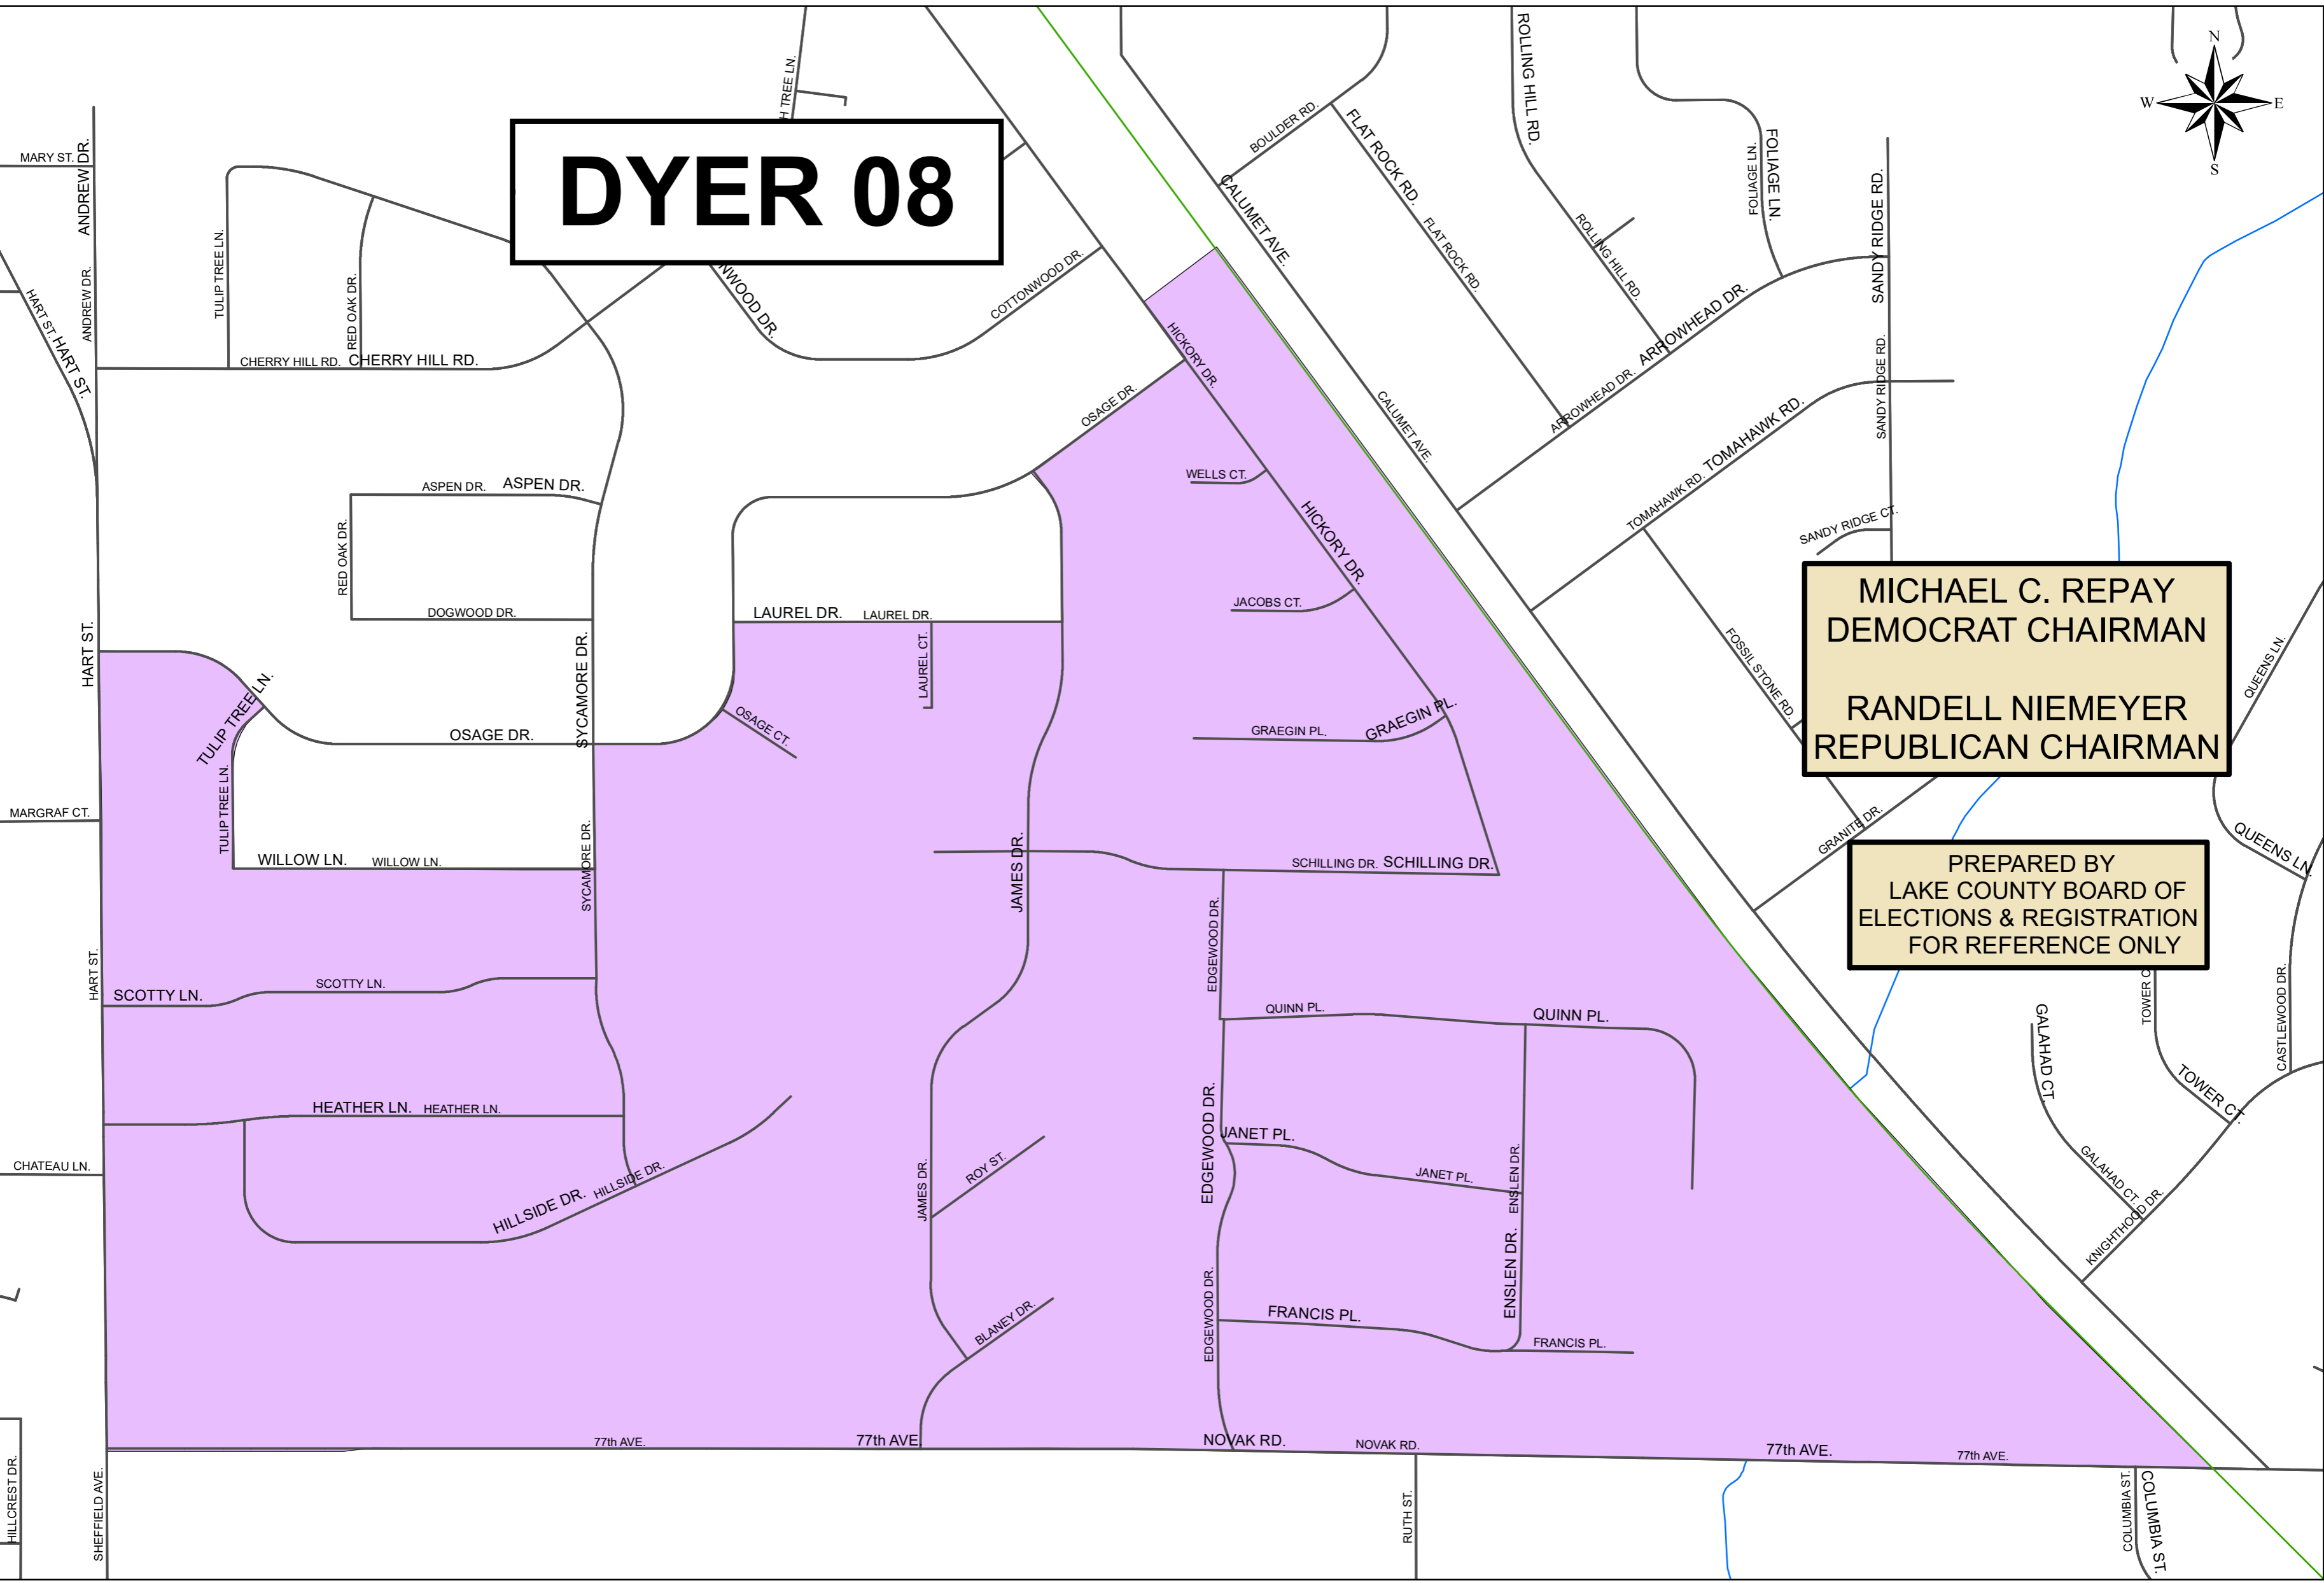 N
W
E
S
DYER 08
H TREE LN.
MARY ST.
ANDREW DR.
ANDREW DR.
HART ST.
HART ST.
TULIP TREE LN.
RED OAK DR.
CHERRY HILL RD.
CHERRY HILL RD.
NWOOD DR.
COTTONWOOD DR.
BOULDER RD.
FLAT ROCK RD.
FLAT ROCK RD.
ROLLING HILL RD.
ROLLING HILL RD.
FOLIAGE LN.
FOLIAGE LN.
SANDY RIDGE RD.
SANDY RIDGE RD.
CALUMET AVE.
CALUMET AVE.
ARROWHEAD DR.
ARROWHEAD DR.
TOMAHAWK RD.
TOMAHAWK RD.
SANDY RIDGE CT.
HICKORY DR.
OSAGE DR.
WELLS CT.
HICKORY DR.
JACOBS CT.
ASPEN DR.
ASPEN DR.
RED OAK DR.
DOGWOOD DR.
LAUREL DR.
LAUREL DR.
LAUREL CT.
HART ST.
SYCAMORE DR.
TULIP TREE LN.
TULIP TREE LN.
OSAGE DR.
OSAGE CT.
GRAEGIN PL.
GRAEGIN PL.
FOSSIL STONE RD.
MICHAEL C. REPAY
DEMOCRAT CHAIRMAN
RANDELL NIEMEYER
REPUBLICAN CHAIRMAN
QUEENS LN.
QUEENS LN.
GRANITE DR.
PREPARED BY
LAKE COUNTY BOARD OF
ELECTIONS & REGISTRATION
FOR REFERENCE ONLY
MARGRAF CT.
WILLOW LN.
WILLOW LN.
SYCAMORE DR.
JAMES DR.
SCHILLING DR.
SCHILLING DR.
EDGEWOOD DR.
HART ST.
SCOTTY LN.
SCOTTY LN.
QUINN PL.
QUINN PL.
TOWER C
CASTLEWOOD DR.
GALAHAD CT.
TOWER CT.
HEATHER LN.
HEATHER LN.
EDGEWOOD DR.
JANET PL.
JANET PL.
ENSLEN DR.
CHATEAU LN.
HILLSIDE DR.
HILLSIDE DR.
JAMES DR.
ROY ST.
GALAHAD CT.
KNIGHTHOOD DR.
ENSLEN DR.
EDGEWOOD DR.
FRANCIS PL.
FRANCIS PL.
BLANEY DR.
77th AVE.
77th AVE.
NOVAK RD.
NOVAK RD.
77th AVE.
77th AVE.
HILLCREST DR.
SHEFFIELD AVE.
RUTH ST.
COLUMBIA ST.
COLUMBIA ST.